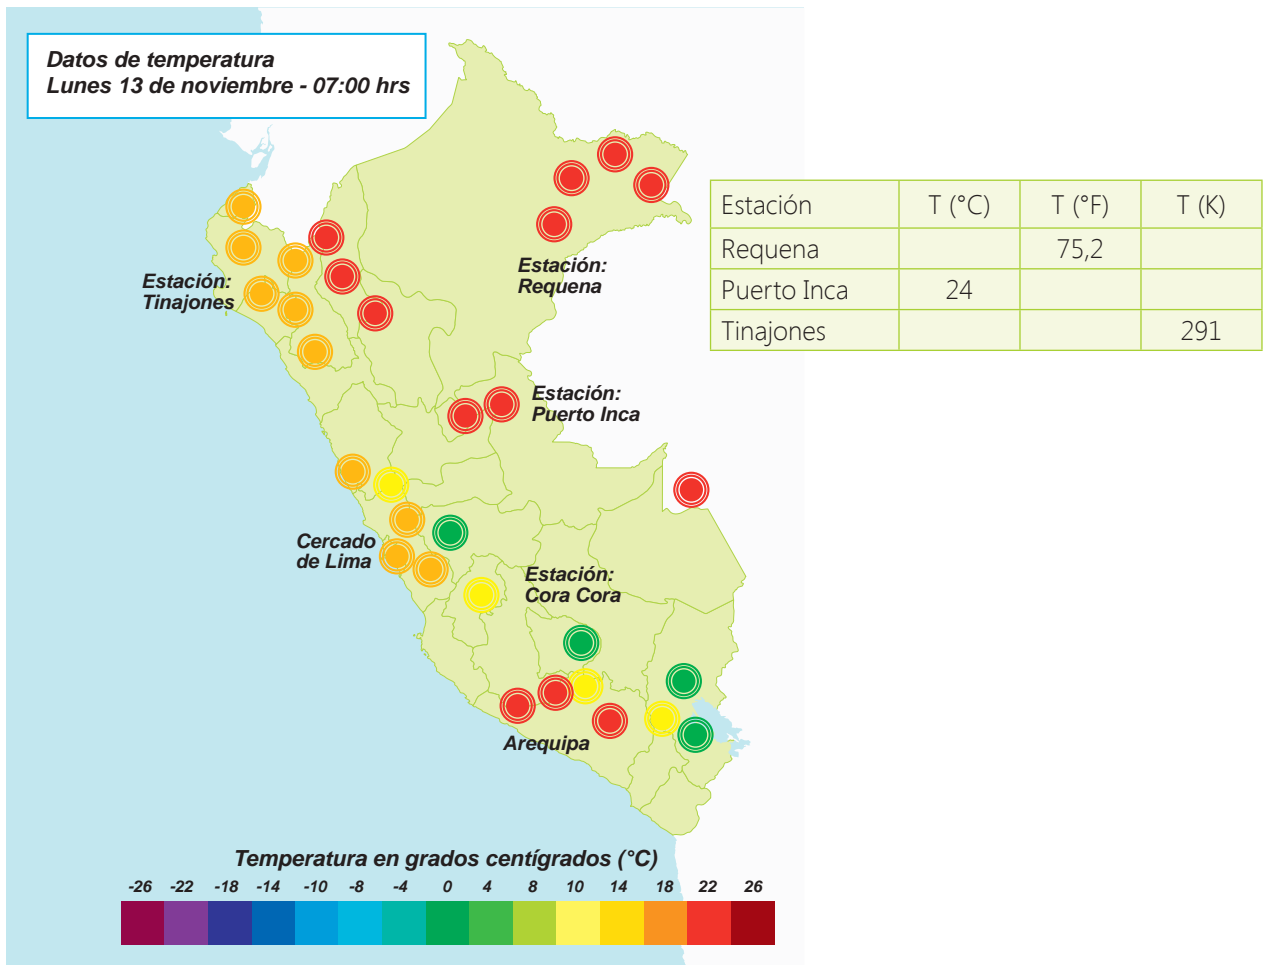 Datos de temperatura
Lunes 13 de noviembre - 07:00 hrs
Estación:
Tinajones
Estación:
Requena
Estación:
Puerto Inca
Cercado
de Lima
Estación:
Cora Cora
Arequipa
Estación T (°C) T (°F) T (K)
Requena 75,2
Puerto Inca 24
Tinajones 291
Temperatura en grados centígrados (°C)
-26 -22 -18 -14 -10 -8 -4 0 4 8 10 14 18 22 26